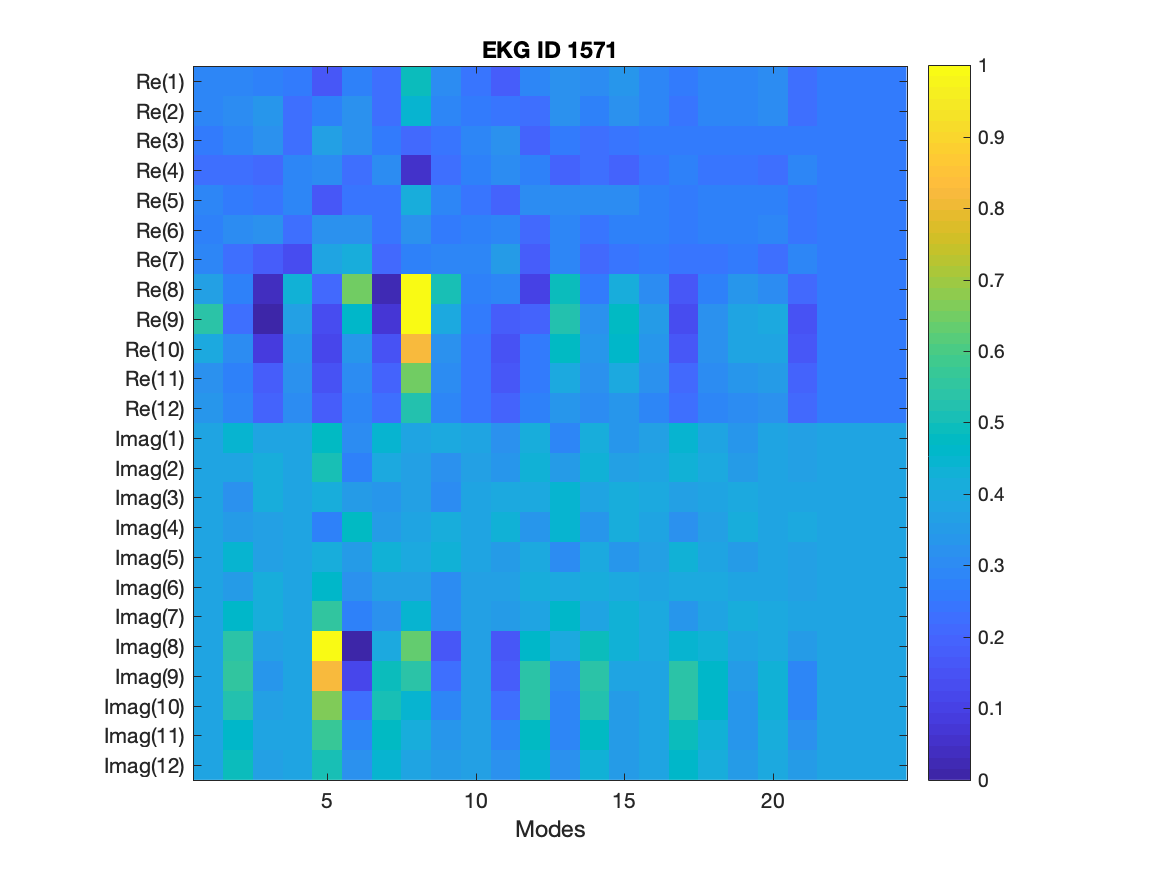 EKG ID 1571
Re(1)
Re(2)
Re(3)
Re(4)
Re(5)
Re(6)
Re(7)
Re(8)
Re(9)
Re(10)
Re(11)
Re(12)
Imag(1)
Imag(2)
Imag(3)
Imag(4)
Imag(5)
Imag(6)
Imag(7)
Imag(8)
Imag(9)
Imag(10)
Imag(11)
Imag(12)
5 10 15 20
Modes
1
0.9
0.8
0.7
0.6
0.5
0.4
0.3
0.2
0.1
0